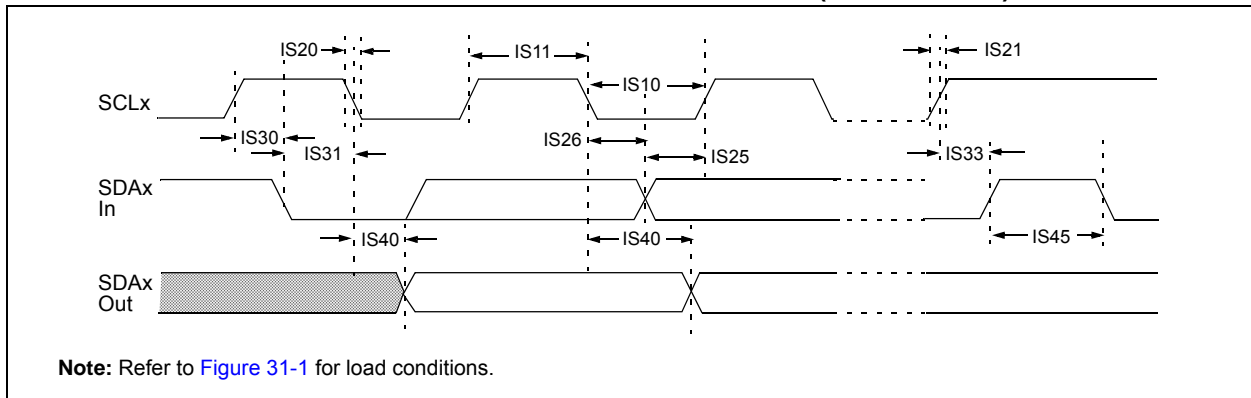 IS20
IS11
IS10
IS21
SCLx
IS30
IS31
IS26
IS25
IS33
SDAx
In
IS40
IS40
IS45
SDAx
Out
Note: Refer to Figure 31-1 for load conditions.